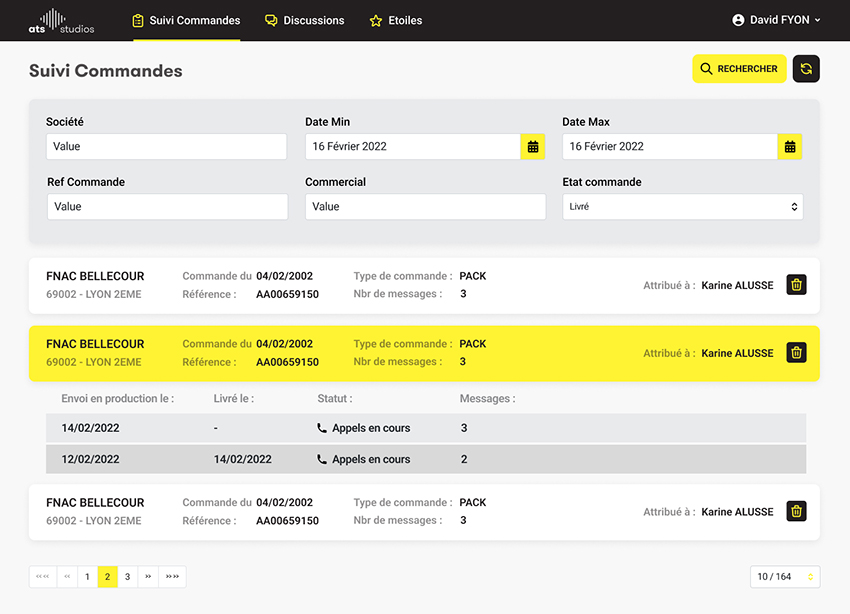 ats studios
Suivi Commandes
Discussions
Etoiles
David FYON
Suivi Commandes
RECHERCHER
Société
Date Min
Date Max
Value
16 Février 2022
16 Février 2022
Ref Commande
Commercial
Etat commande
Value
Value
Livré
FNAC BELLECOUR
Commande du 04/02/2002
Type de commande : PACK
69002 - LYON 2EME
Référence : AA00659150
Nbr de messages : 3
Attribué à : Karine ALUSSE
FNAC BELLECOUR
Commande du 04/02/2002
Type de commande : PACK
69002 - LYON 2EME
Référence : AA00659150
Nbr de messages : 3
Attribué à : Karine ALUSSE
Envoi en production le :
Livré le :
Statut :
Messages :
14/02/2022
-
Appels en cours
3
12/02/2022
14/02/2022
Appels en cours
2
FNAC BELLECOUR
Commande du 04/02/2002
Type de commande : PACK
69002 - LYON 2EME
Référence : AA00659150
Nbr de messages : 3
Attribué à : Karine ALUSSE
«« « 1 2 3 » »»
10 / 164